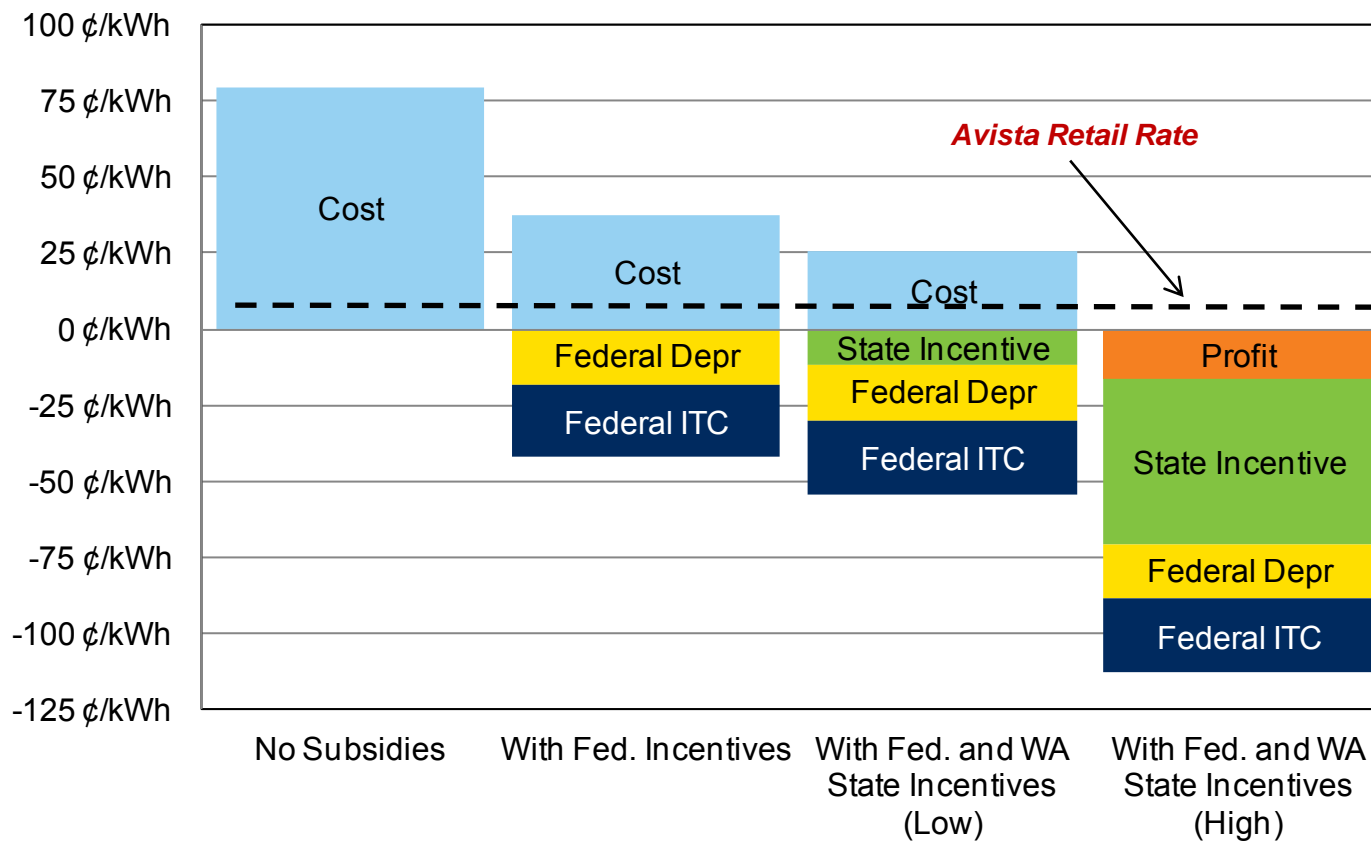 100 ¢/kWh
75 ¢/kWh
50 ¢/kWh
25 ¢/kWh
0 ¢/kWh
-25 ¢/kWh
-50 ¢/kWh
-75 ¢/kWh
-100 ¢/kWh
-125 ¢/kWh
Avista Retail Rate
Cost
Cost
Federal Depr
Federal ITC
Cost
State Incentive
Federal Depr
Federal ITC
Profit
State Incentive
Federal Depr
Federal ITC
No Subsidies
With Fed. Incentives
With Fed. and WA
State Incentives
(Low)
With Fed. and WA
State Incentives
(High)